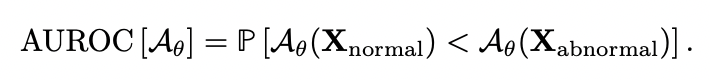 AUROC [𝒜_θ] = ℙ [𝒜_θ(𝐗_normal) < 𝒜_θ(𝐗_abnormal)] .